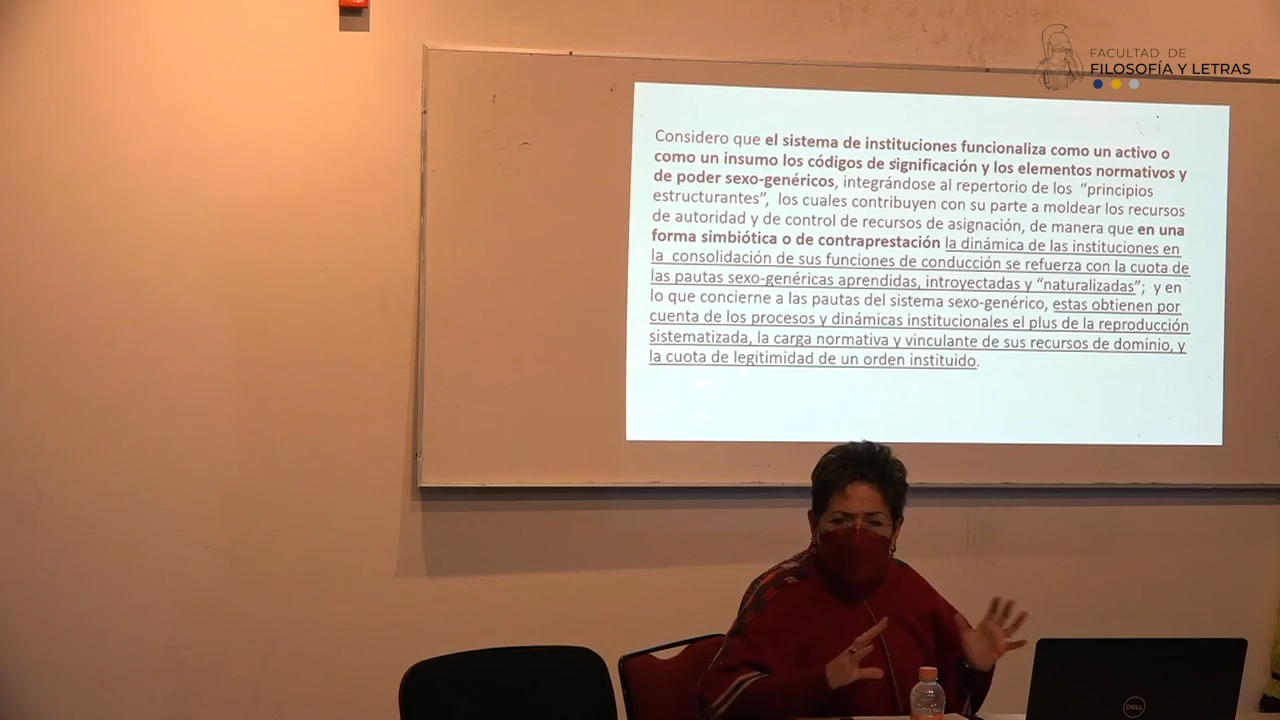 FACULTAD DE
FILOSOFÍA Y LETRAS
Considero que el sistema de instituciones funcionaliza como un activo o
como un insumo los códigos de significación y los elementos normativos y
de poder sexo-genéricos, integrándose al repertorio de los “principios
estructurantes”, los cuales contribuyen con su parte a moldear los recursos
de autoridad y de control de recursos de asignación, de manera que en una
forma simbiótica o de contraprestación la dinámica de las instituciones en
la consolidación de sus funciones de conducción se refuerza con la cuota de
las pautas sexo-genéricas aprendidas, introyectadas y “naturalizadas”; y en
lo que concierne a las pautas del sistema sexo-genérico, estas obtienen por
cuenta de los procesos y dinámicas institucionales el plus de la reproducción
sistematizada, la carga normativa y vinculante de sus recursos de dominio, y
la cuota de legitimidad de un orden instituido.
DELL